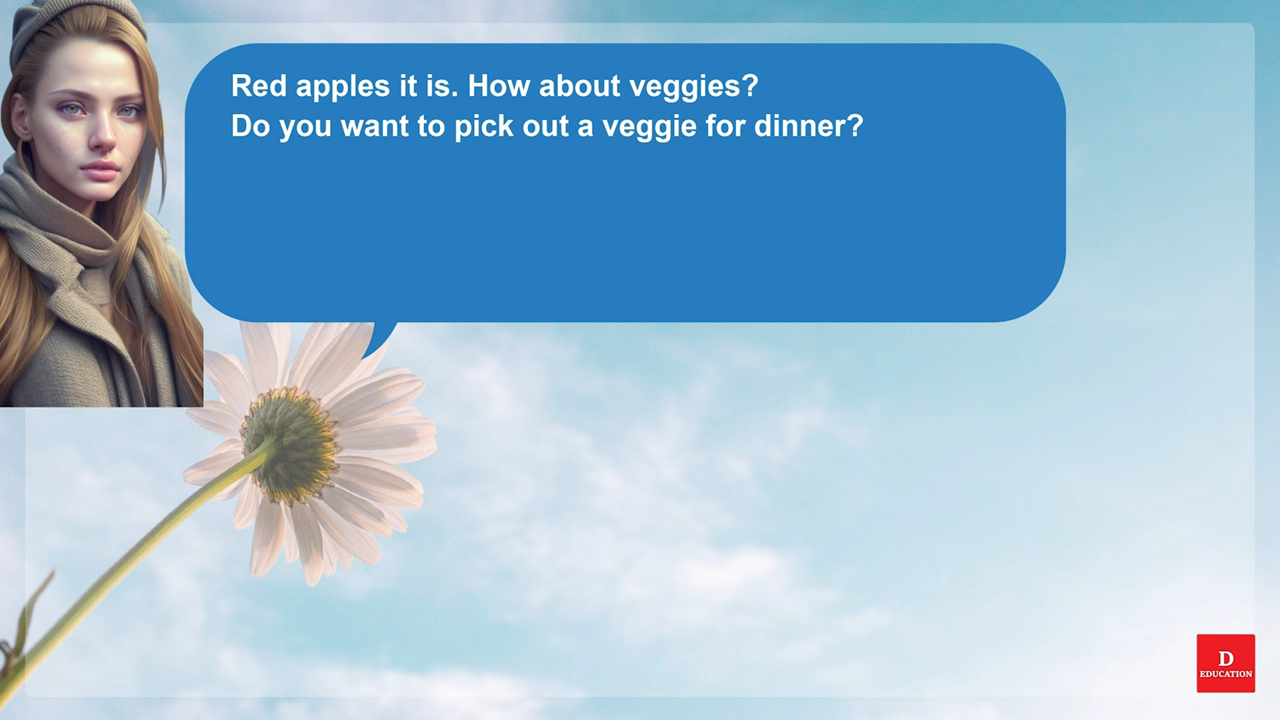 Red apples it is. How about veggies?
Do you want to pick out a veggie for dinner?
D
EDUCATION